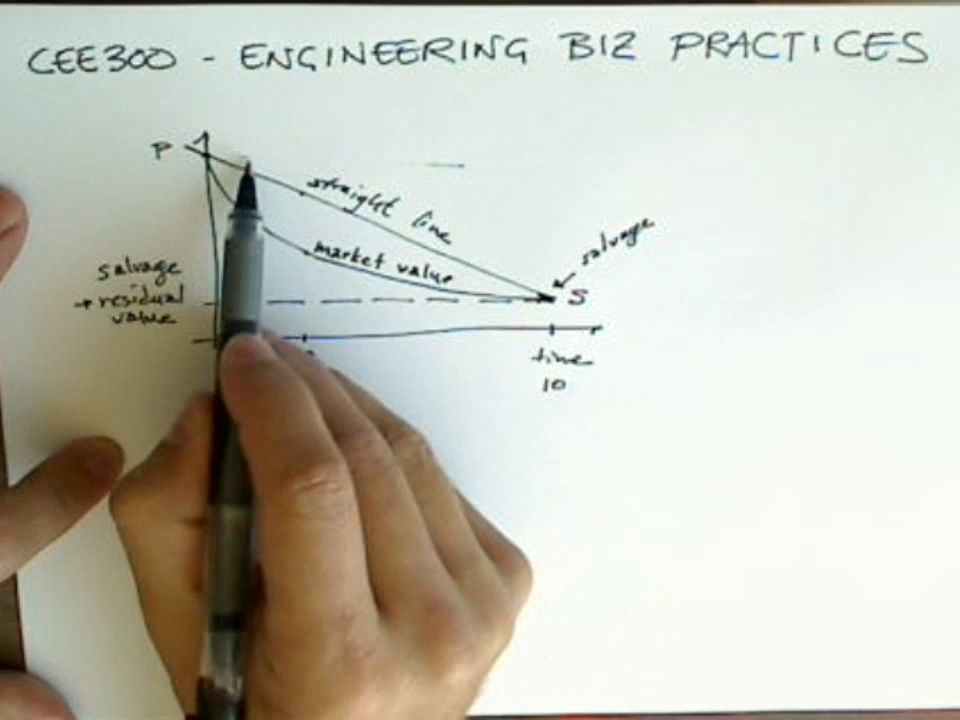 CEE300 - ENGINEERING BIZ PRACTICES
P
straight line
market value
salvage
salvage
residual
value
S
time
10